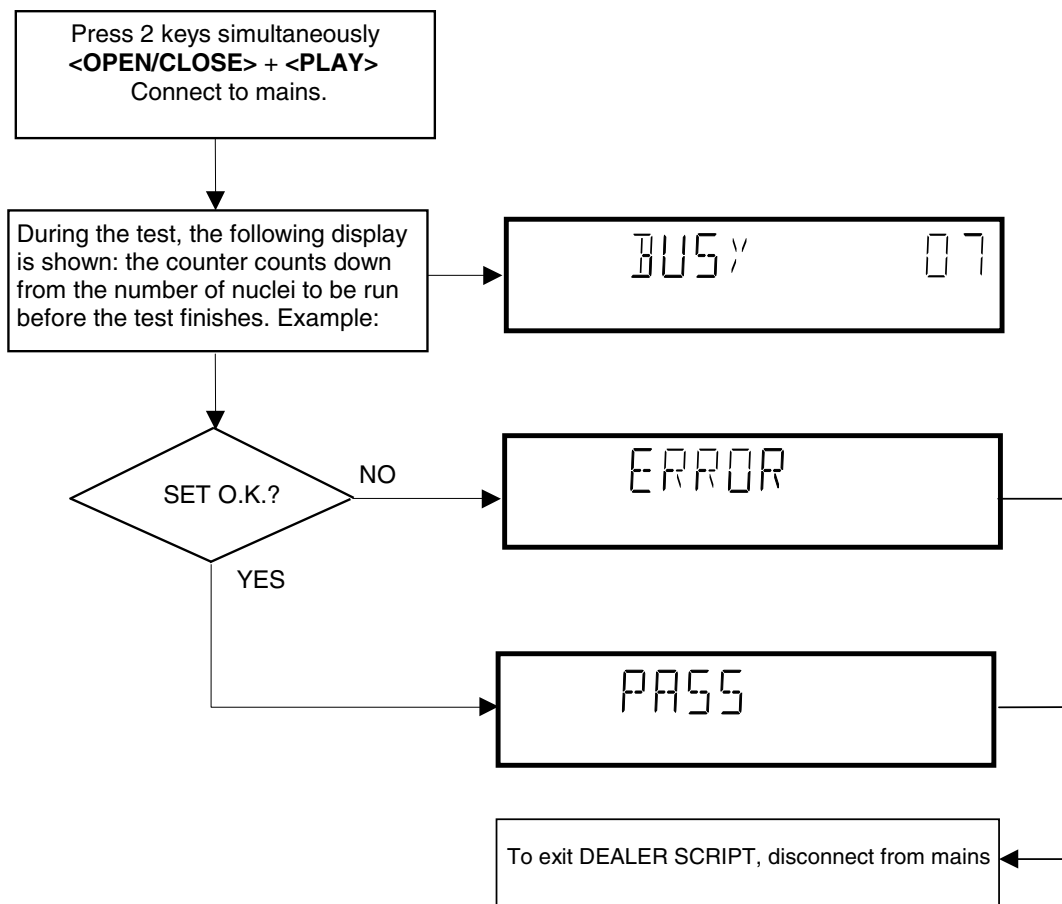 Press 2 keys simultaneously
<OPEN/CLOSE> + <PLAY>
Connect to mains.
During the test, the following display
is shown: the counter counts down
from the number of nuclei to be run
before the test finishes. Example:
BUSY 07
SET O.K.?
NO
ERROR
YES
PASS
To exit DEALER SCRIPT, disconnect from mains